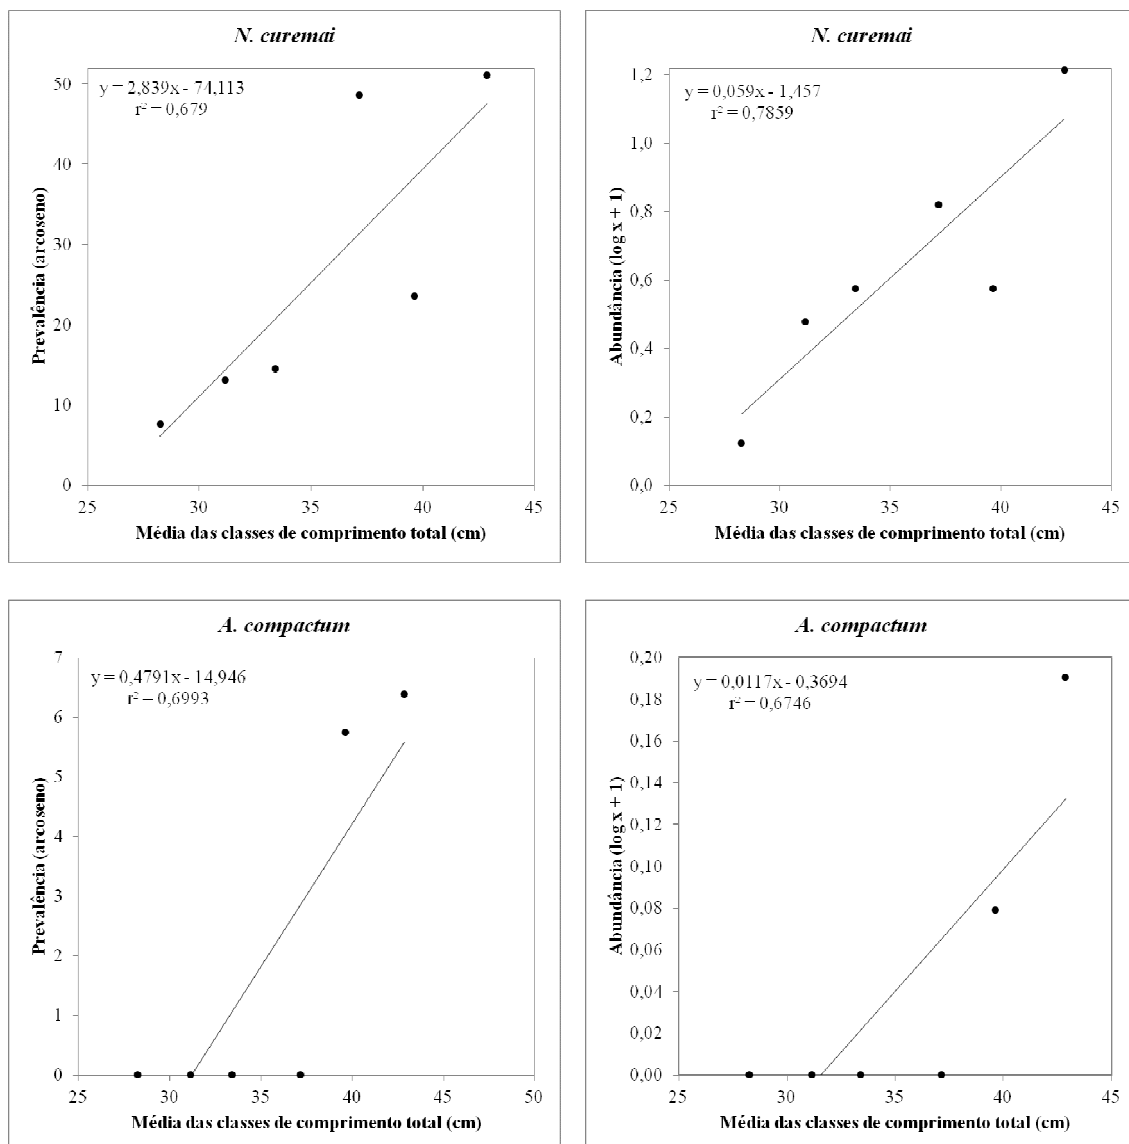 N. curemai
y = 2,839x - 74,113
r² = 0,679
50
40
30
20
10
0
25
30
35
40
45
Prevalência (arcoseno)
Média das classes de comprimento total (cm)
N. curemai
y = 0,059x - 1,457
r² = 0,7859
1,2
1,0
0,8
0,6
0,4
0,2
0,0
25
30
35
40
45
Abundância (log x + 1)
Média das classes de comprimento total (cm)
A. compactum
y = 0,4791x - 14,946
r² = 0,6993
7
6
5
4
3
2
1
0
25
30
35
40
45
50
Prevalência (arcoseno)
Média das classes de comprimento total (cm)
A. compactum
y = 0,0117x - 0,3694
r² = 0,6746
0,20
0,18
0,16
0,14
0,12
0,10
0,08
0,06
0,04
0,02
0,00
25
30
35
40
45
Abundância (log x + 1)
Média das classes de comprimento total (cm)